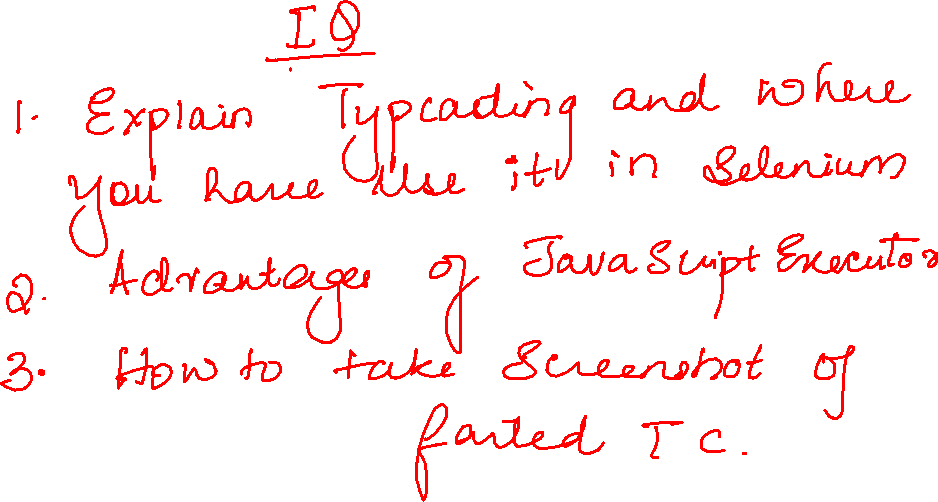 IQ
1. Explain Typcasting and where
you have Use it in Selenium
2. Advantages of JavaScript Executor
3. How to take Screenshot of
failed TC.